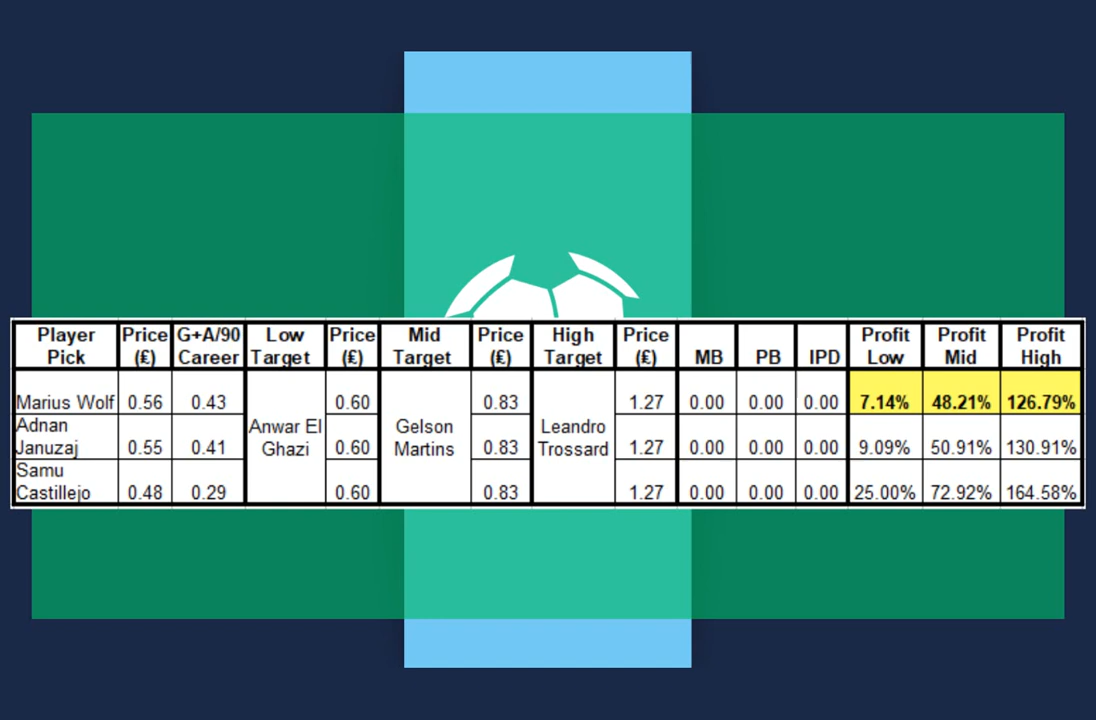 Player Pick Price (£) G+A/90 Career Low Target Price (£) Mid Target Price (£) High Target Price (£) MB PB IPD Profit Low Profit Mid Profit High
Marius Wolf 0.56 0.43 Anwar El Ghazi 0.60 Gelson Martins 0.83 Leandro Trossard 1.27 0.00 0.00 0.00 7.14% 48.21% 126.79%
Adnan Januzaj 0.55 0.41 0.60 0.83 1.27 0.00 0.00 0.00 9.09% 50.91% 130.91%
Samu Castillejo 0.48 0.29 0.60 0.83 1.27 0.00 0.00 0.00 25.00% 72.92% 164.58%